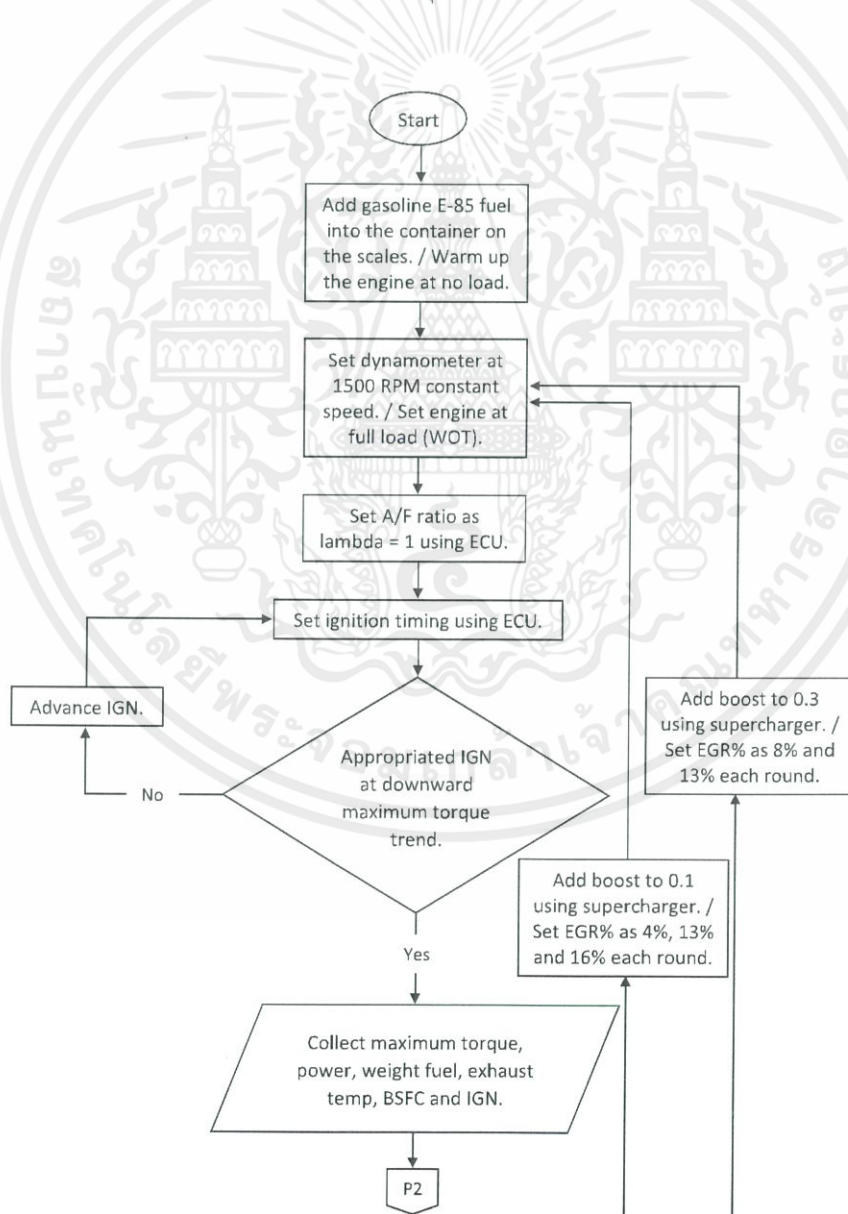 Start
Add gasoline E-85 fuel
into the container on
the scales. / Warm up
the engine at no load.
Set dynamometer at
1500 RPM constant
speed. / Set engine at
full load (WOT).
Set A/F ratio as
lambda = 1 using ECU.
Set ignition timing using ECU.
Advance IGN.
No
Appropriated IGN
at downward
maximum torque
trend.
Add boost to 0.3
using supercharger. /
Set EGR% as 8% and
13% each round.
Add boost to 0.1
using supercharger. /
Set EGR% as 4%, 13%
and 16% each round.
Yes
Collect maximum torque,
power, weight fuel, exhaust
temp, BSFC and IGN.
P2